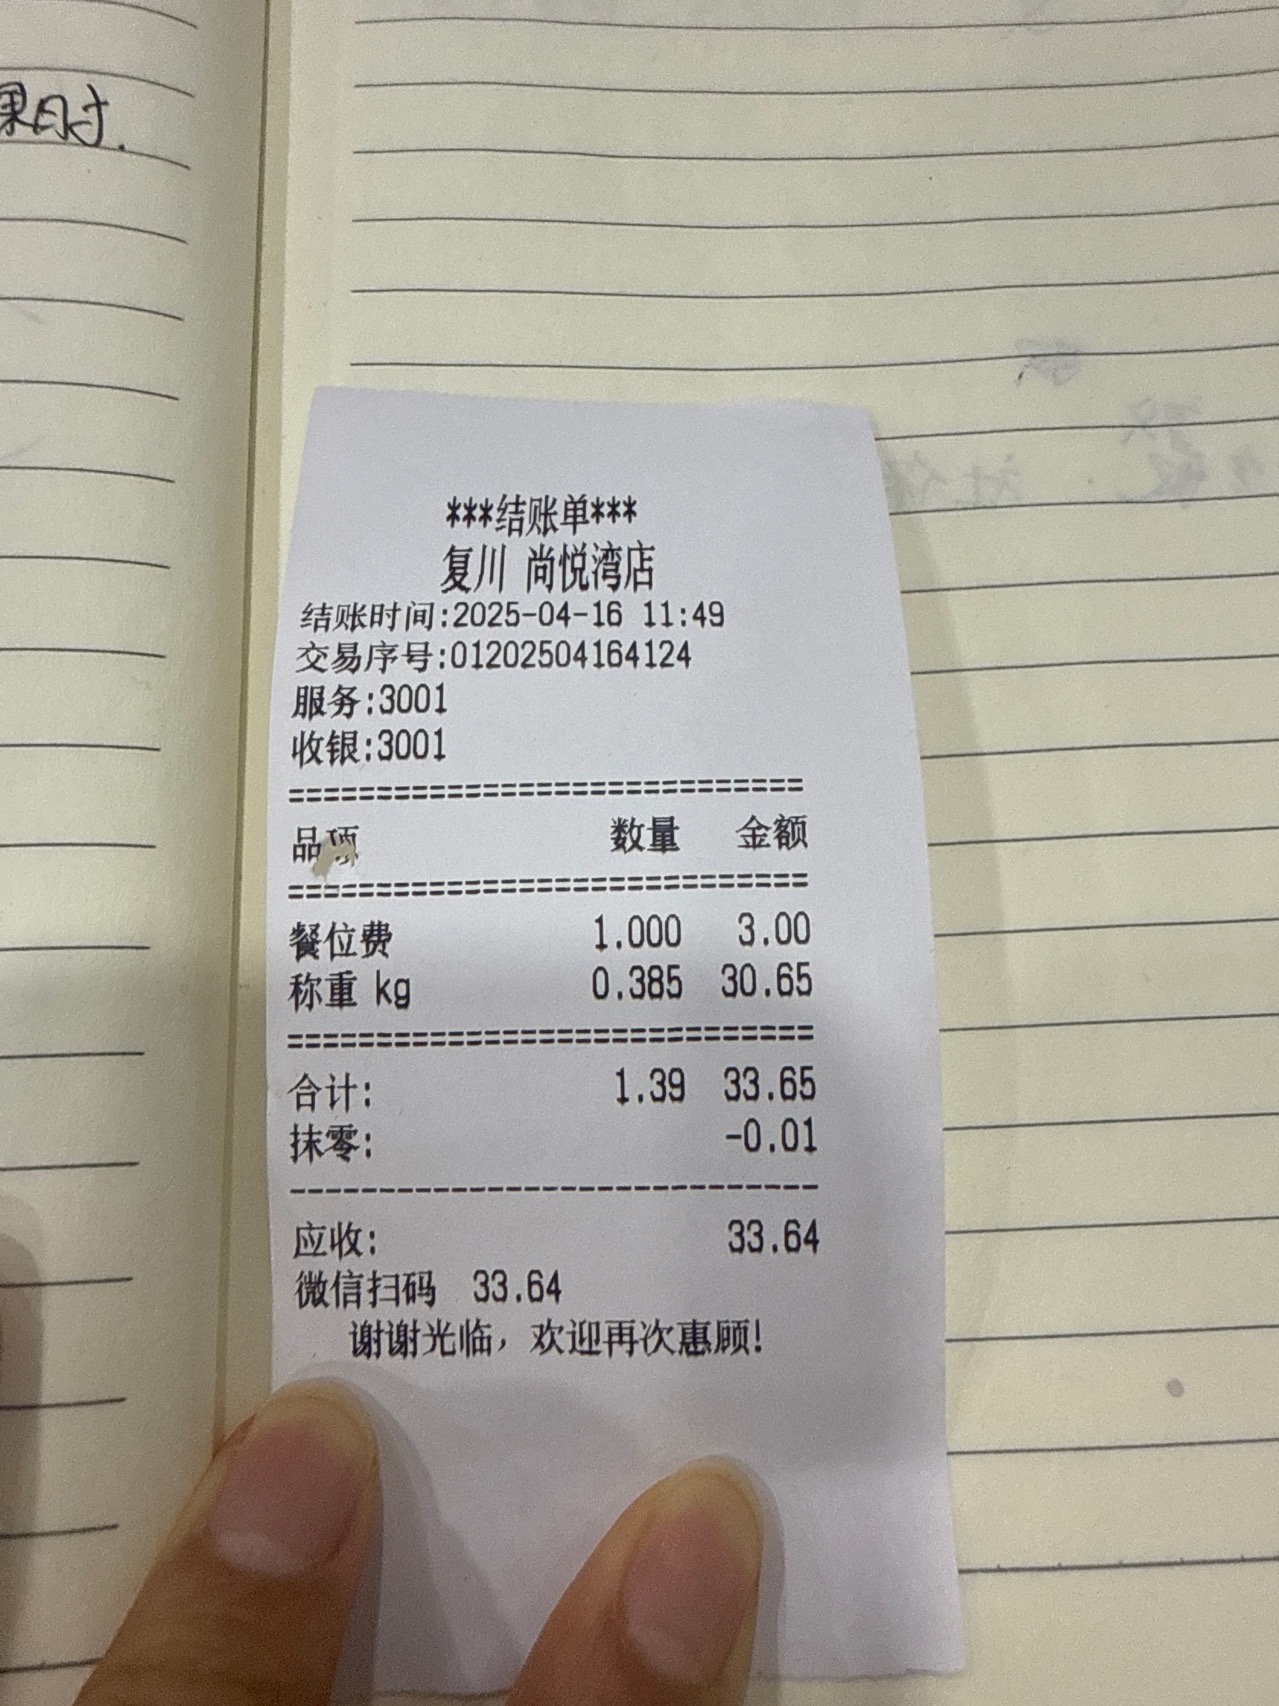 课时.
***结账单***
复川 尚悦湾店
结账时间:2025-04-16 11:49
交易序号:01202504164124
服务:3001
收银:3001
============================
品项 数量 金额
============================
餐位费 1.000 3.00
称重 kg 0.385 30.65
============================
合计: 1.39 33.65
抹零: -0.01
----------------------------
应收: 33.64
微信扫码 33.64
谢谢光临，欢迎再次惠顾!